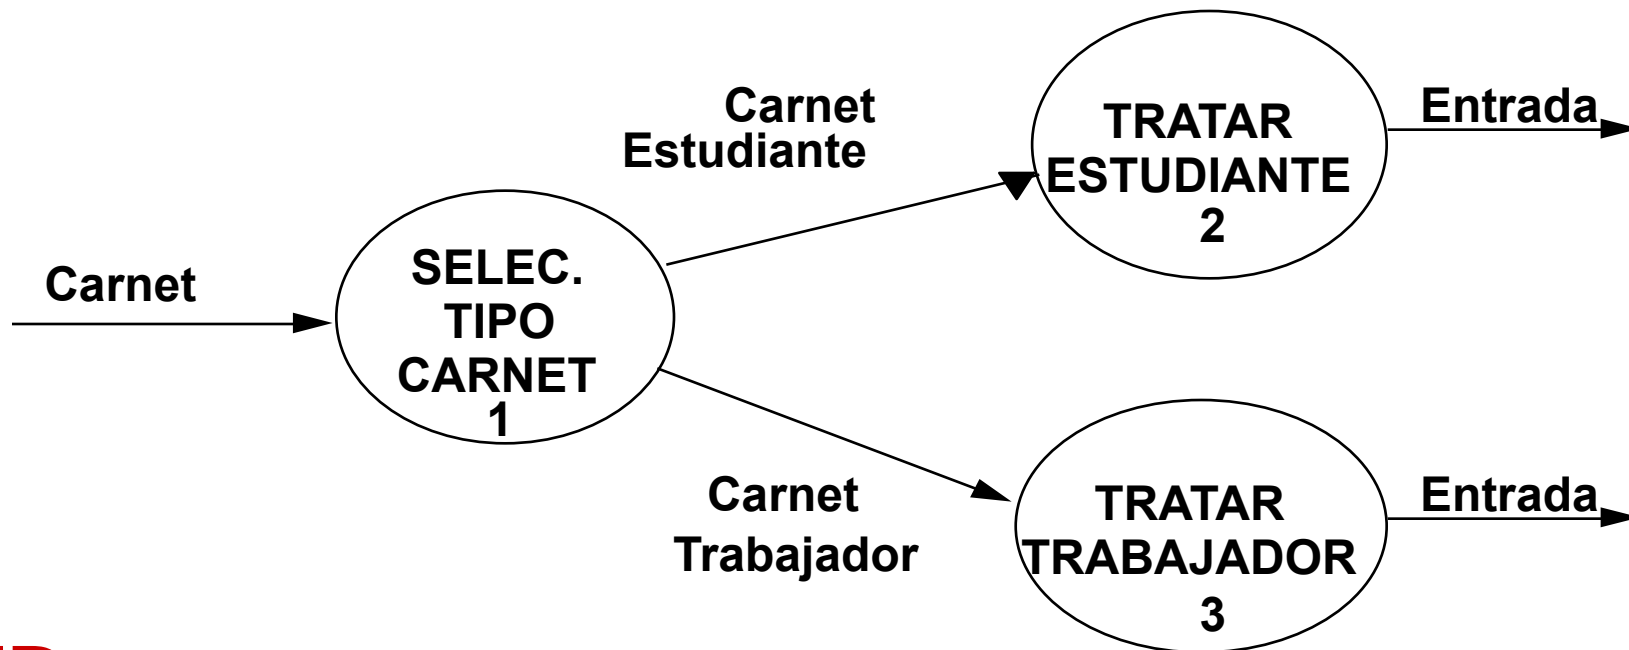 Carnet
SELEC.
TIPO
CARNET
1
Carnet
Estudiante
TRATAR
ESTUDIANTE
2
Entrada
Carnet
Trabajador
TRATAR
TRABAJADOR
3
Entrada